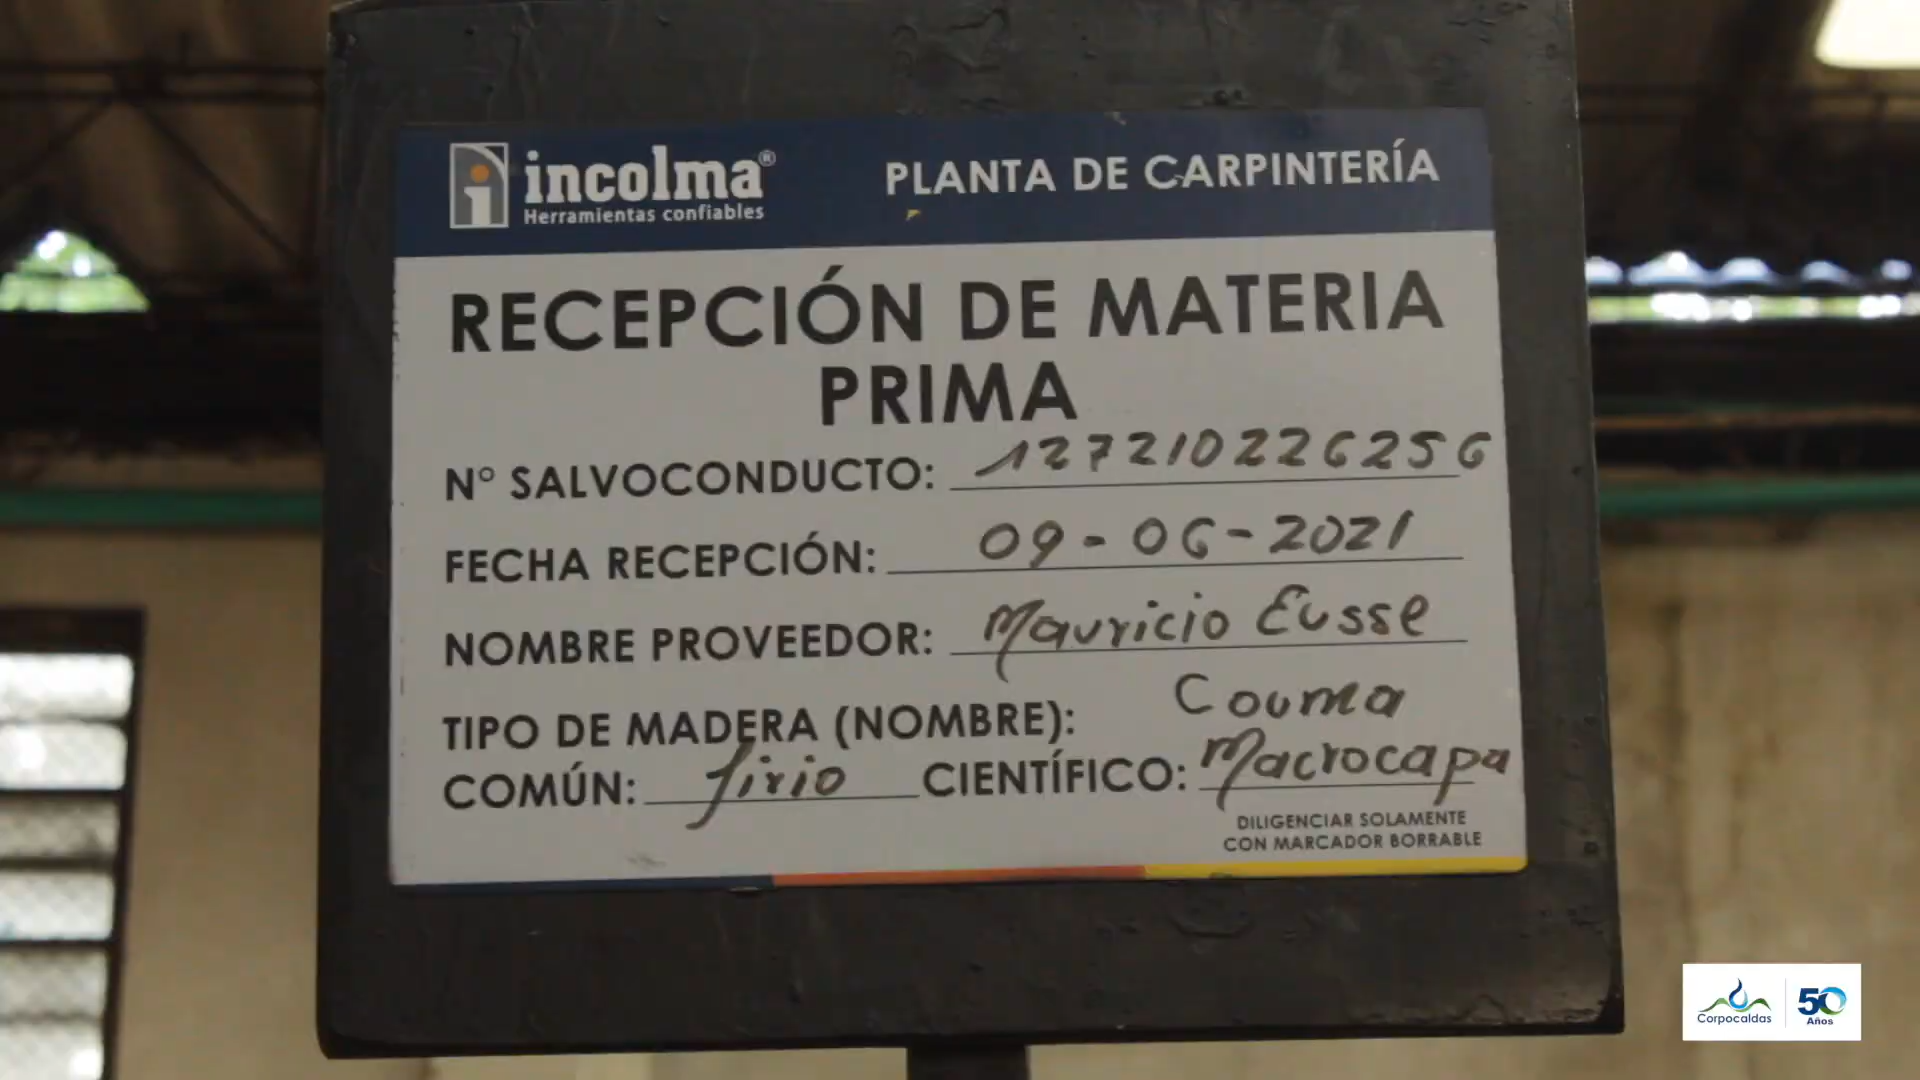 incolma®
Herramientas confiables
PLANTA DE CARPINTERÍA
RECEPCIÓN DE MATERIA
PRIMA
N° SALVOCONDUCTO: 127210226256
FECHA RECEPCIÓN: 09-06-2021
NOMBRE PROVEEDOR: Mauricio Eusse
TIPO DE MADERA (NOMBRE): Couma
COMÚN: firio CIENTÍFICO: Macrocapa
DILIGENCIAR SOLAMENTE
CON MARCADOR BORRABLE
Corpocaldas
50
Años